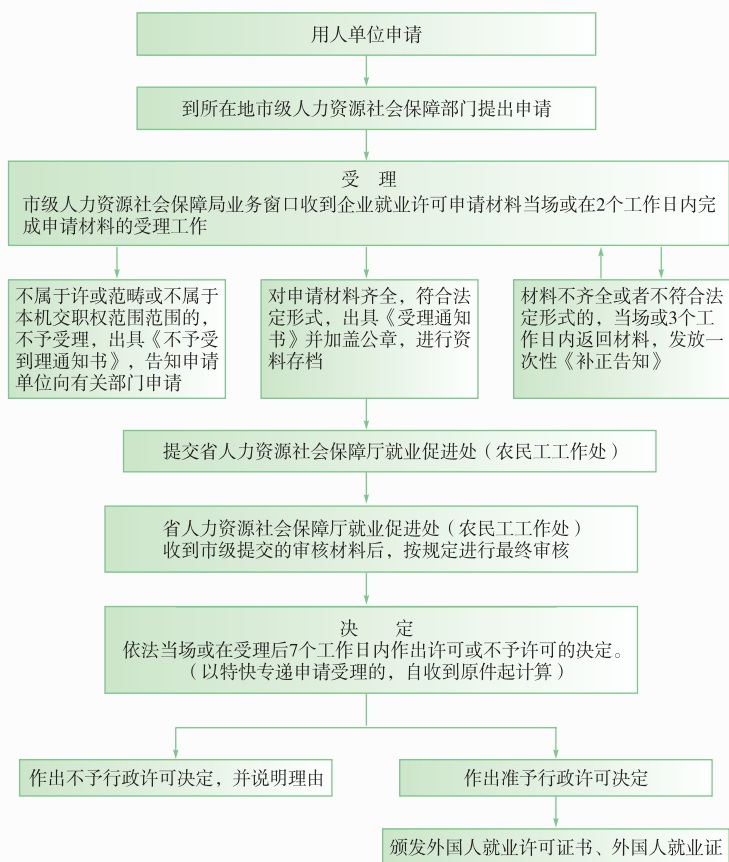 用人单位申请
到所在地市级人力资源社会保障部门提出申请
受 理
市级人力资源社会保障局业务窗口收到企业就业许可申请材料当场或在2个工作日内完
成申请材料的受理工作
不属于许或范畴或不属于
本机交职权范围范围的，
不予受理，出具《不予受
到理通知书》，告知申请
单位向有关部门申请
对申请材料齐全，符合法
定形式，出具《受理通知
书》并加盖公章，进行资
料存档
材料不齐全或者不符合法
定形式的，当场或3个工
作日内返回材料，发放一
次性《补正告知》
提交省人力资源社会保障厅就业促进处（农民工工作处）
省人力资源社会保障厅就业促进处（农民工工作处）
收到市级提交的审核材料后，按规定进行最终审核
决 定
依法当场或在受理后7个工作日内作出许可或不予许可的决定。
（以特快专递申请受理的，自收到原件起计算）
作出不予行政许可决定，并说明理由
作出准予行政许可决定
颁发外国人就业许可证书、外国人就业证